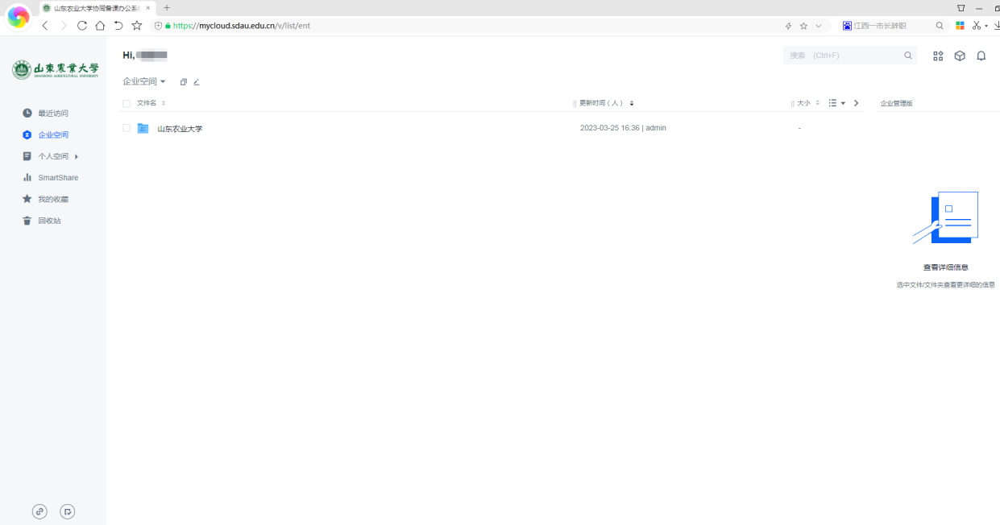 山东农业大学协同备课办公系
https://mycloud.sdau.edu.cn/v/list/ent
江西一市长辞职
山東農業大學
SHANDONG AGRICULTURAL UNIVERSITY
Hi,
搜索 (Ctrl+F)
企业空间
文件名
更新时间 ( 人 )
大小
企业管理版
最近访问
企业空间
个人空间
SmartShare
我的收藏
回收站
山东农业大学
2023-03-25 16:36 | admin
-
查看详细信息
选中文件/文件夹查看更详细的信息